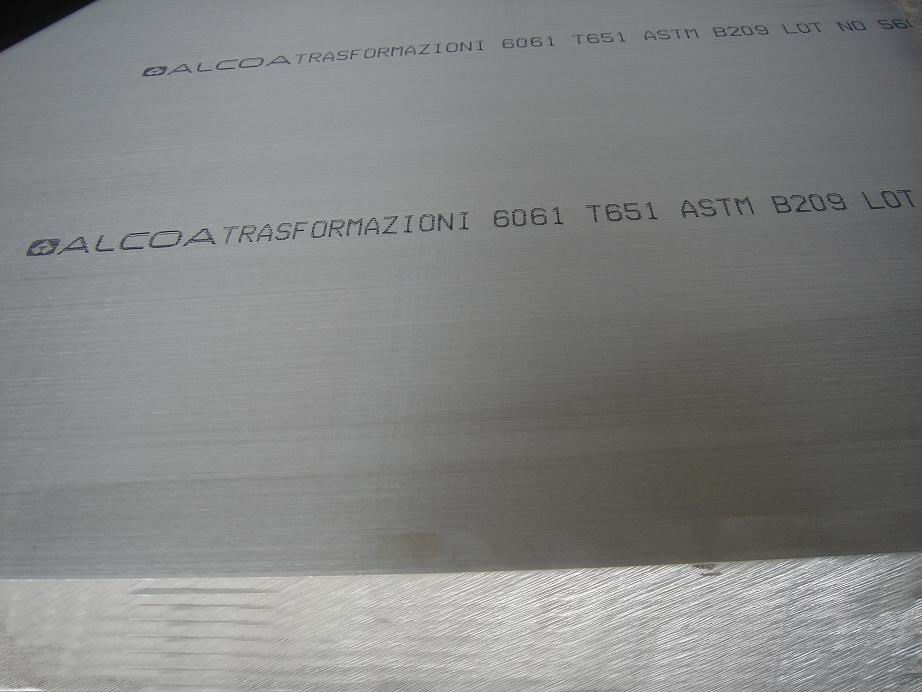 ALCOA TRASFORMAZIONI 6061 T651 ASTM B209 LOT NO
ALCOA TRASFORMAZIONI 6061 T651 ASTM B209 LOT